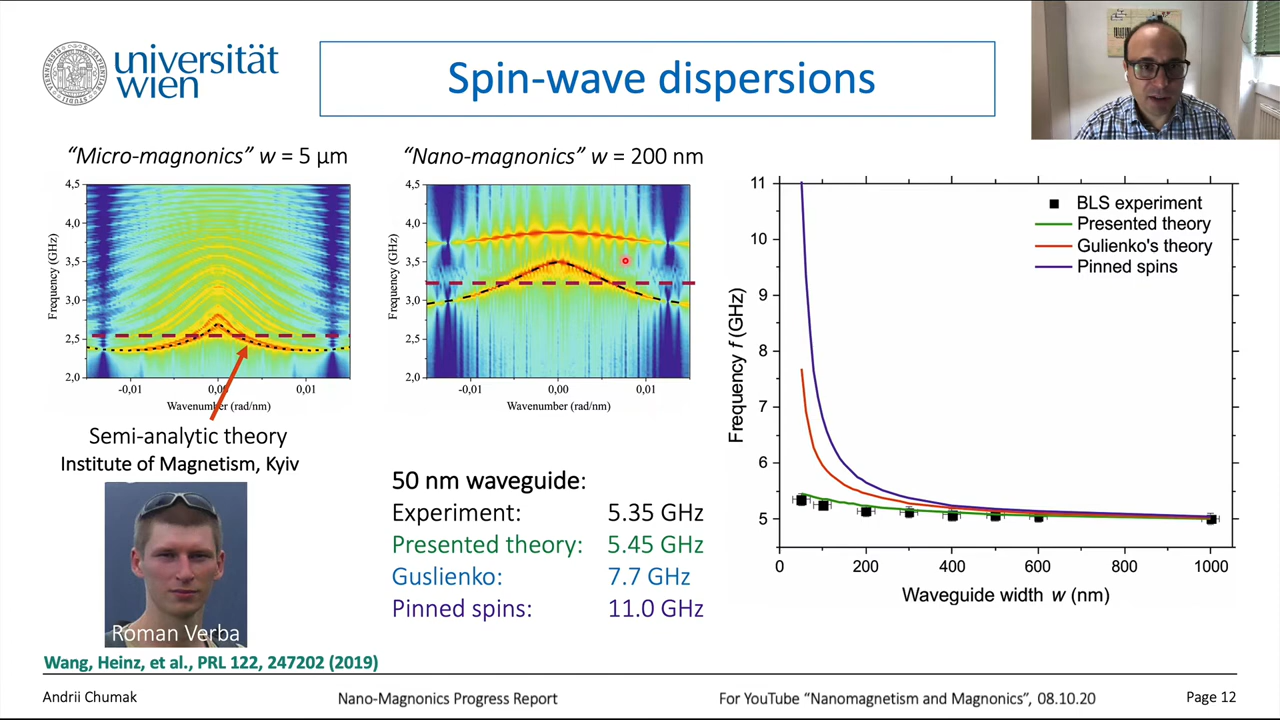 universität
wien
Spin-wave dispersions
“Micro-magnonics” w = 5 µm
“Nano-magnonics” w = 200 nm
4,5
4,0
3,5
3,0
2,5
2,0
Frequency (GHz)
-0,01
0,00
0,01
Wavenumber (rad/nm)
4,5
4,0
3,5
3,0
2,5
2,0
Frequency (GHz)
-0,01
0,00
0,01
Wavenumber (rad/nm)
Semi-analytic theory
Institute of Magnetism, Kyiv
Roman Verba
50 nm waveguide:
Experiment: 5.35 GHz
Presented theory: 5.45 GHz
Guslienko: 7.7 GHz
Pinned spins: 11.0 GHz
BLS experiment
Presented theory
Gulienko's theory
Pinned spins
11
10
9
8
7
6
5
Frequency f (GHz)
0 200 400 600 800 1000
Waveguide width w (nm)
Wang, Heinz, et al., PRL 122, 247202 (2019)
Andrii Chumak
Nano-Magnonics Progress Report
For YouTube “Nanomagnetism and Magnonics”, 08.10.20
Page 12